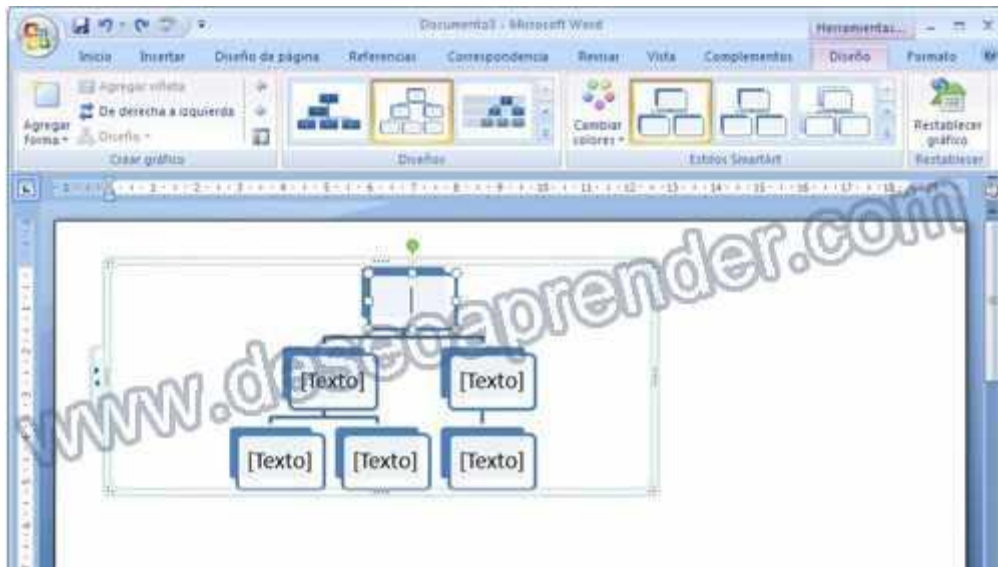 Documento3 - Microsoft Word
Herramientas...
Inicio Insertar Diseño de página Referencias Correspondencia Revisar Vista Complementos Diseño Formato
Agregar forma
Agregar viñeta
De derecha a izquierda
Diseño
Crear gráfico
Diseños
Cambiar colores
Estilos SmartArt
Restablecer gráfico
Restablecer
www.deseoaprender.com
[Texto] [Texto]
[Texto] [Texto] [Texto]